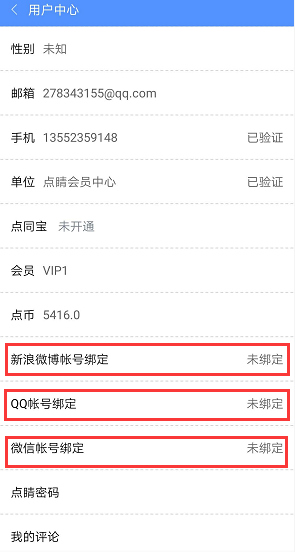 用户中心
性别 未知
邮箱 278343155@qq.com
手机 13552359148 已验证
单位 点睛会员中心 已验证
点同宝 未开通
会员 VIP1
点币 5416.0
新浪微博帐号绑定 未绑定
QQ帐号绑定 未绑定
微信帐号绑定 未绑定
点睛密码
我的评论